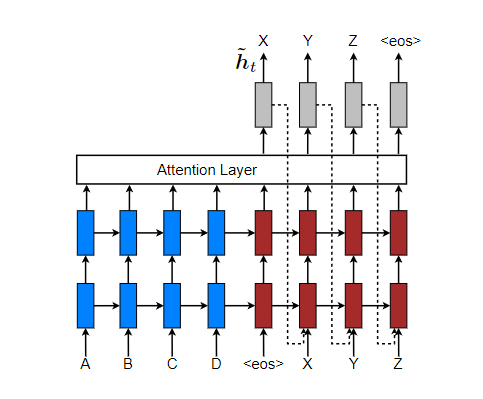 X Y Z <eos>
h̃t
Attention Layer
A B C D <eos> X Y Z